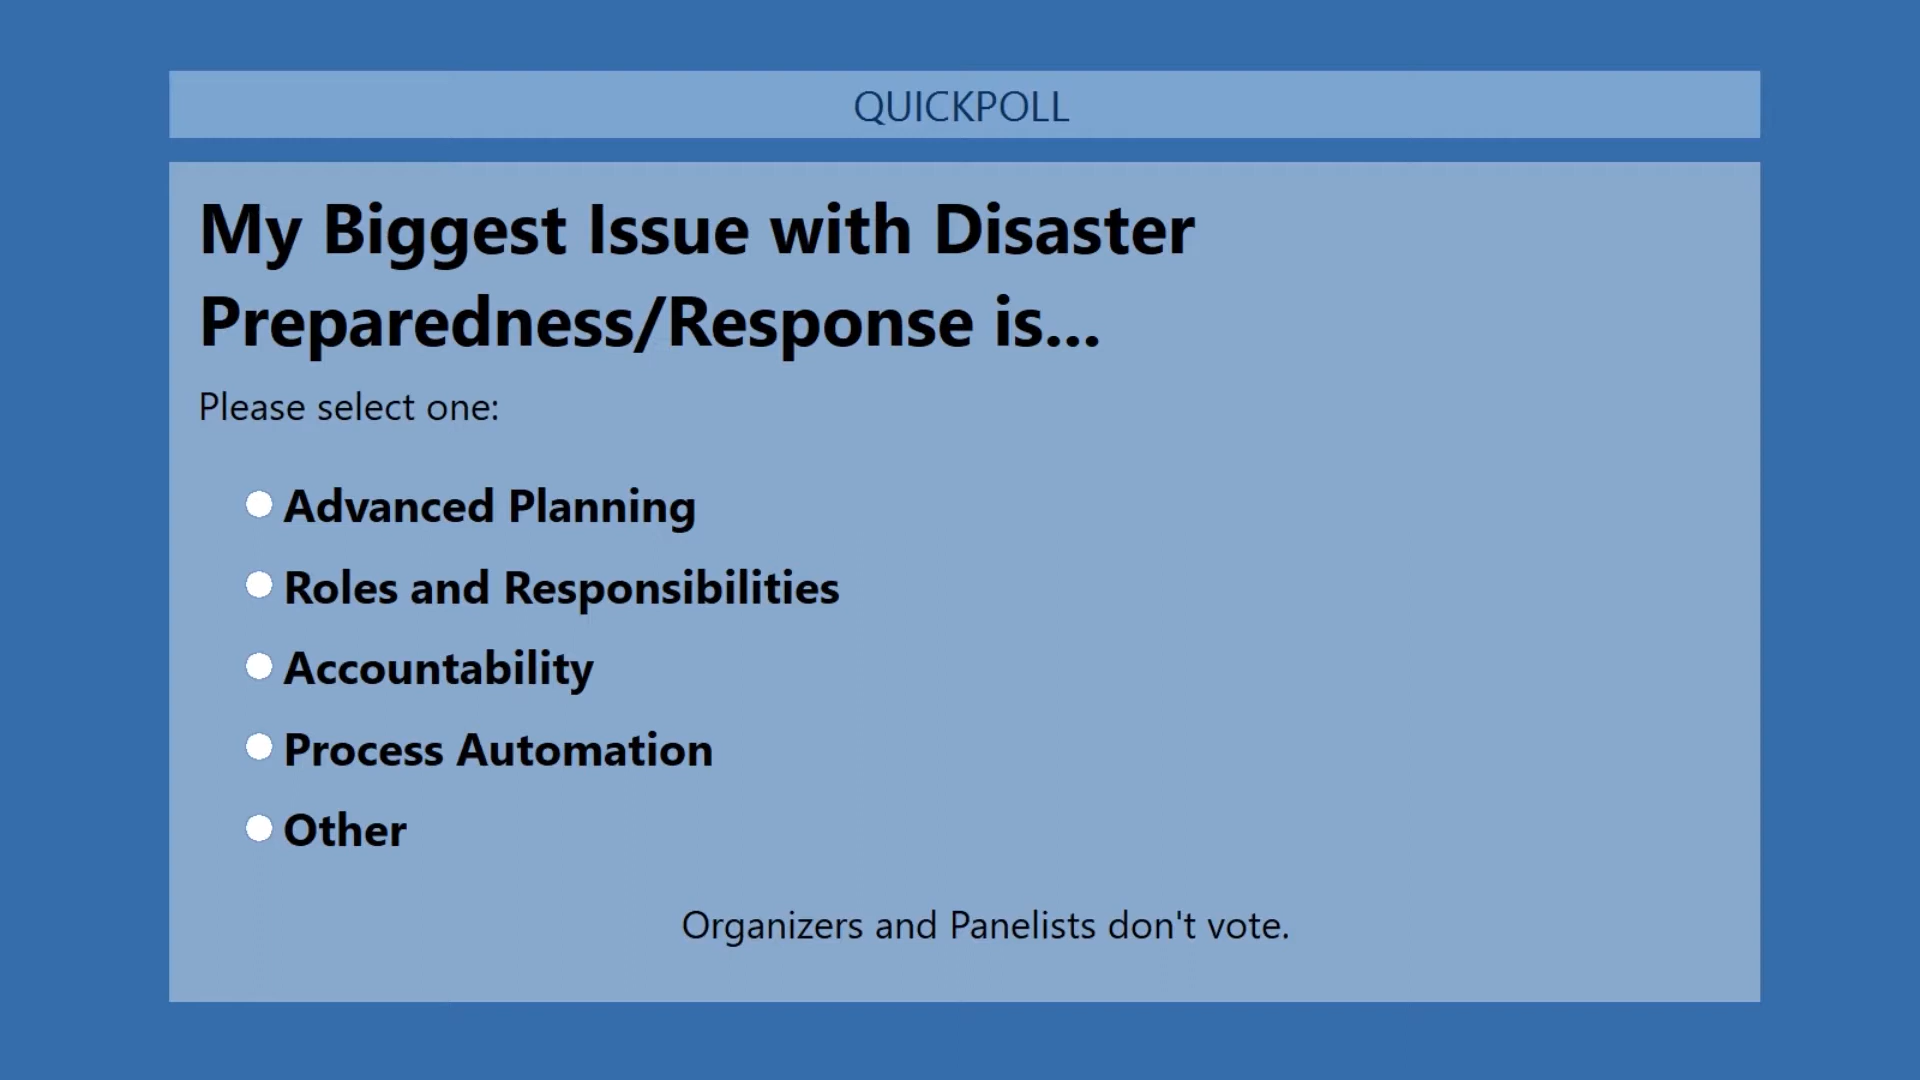 QUICKPOLL
My Biggest Issue with Disaster
Preparedness/Response is...
Please select one:
Advanced Planning
Roles and Responsibilities
Accountability
Process Automation
Other
Organizers and Panelists don't vote.